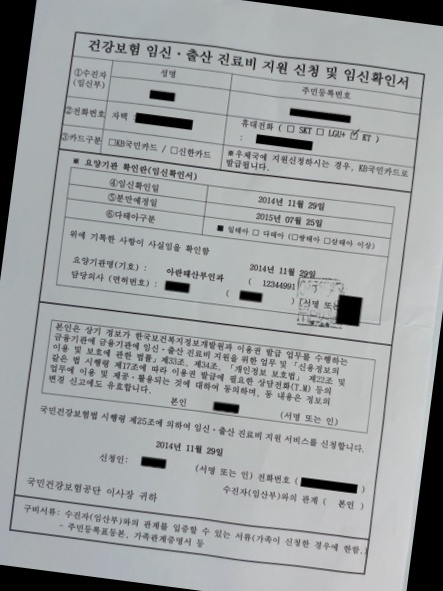 건강보험 임신·출산 진료비 지원 신청 및 임신확인서
①수진자 (임신부)
성명
주민등록번호
②전화번호
자택 :
휴대전화 ( □ SKT □ LGU+ ☑ KT )
:
③카드구분
□KB국민카드 / □신한카드
※우체국에 지원신청하시는 경우, KB국민카드로
발급됩니다.
※ 요양기관 확인란(임신확인서)
④임신확인일
2014년 11월 29일
⑤분만예정일
2015년 07월 25일
⑥다태아구분
■ 일태아 □ 다태아 (□쌍태아 □삼태아 이상)
위에 기록한 사항이 사실임을 확인함
2014년 11월 29일
요양기관명(기호) : 아란태산부인과 ( 12344991
담당의사 (면허번호) : ( ) (서명 또는
본인은 상기 정보가 한국보건복지정보개발원과 이용권 발급 업무를 수행하는
금융기관에 금융기관에 임신·출산 진료비 지원을 위한 업무 및 「신용정보의
이용 및 보호에 관한 법률」 제33조, 제34조, 「개인정보 보호법」 제22조 및
같은 법 시행령 제17조에 따라 이용권 발급에 필요한 상담전화(T.M) 등의
업무에 이용 및 제공·활용되는 것에 대하여 동의하며, 동 내용은 정보의
변경 신고에도 유효합니다.
본인 (서명 또는 인)
국민건강보험법 시행령 제25조에 의하여 임신·출산 진료비 지원 서비스를 신청합니다.
2014년 11월 29일
신청인: (서명 또는 인) 전화번호 ( )
수진자(임산부)와의 관계 ( 본인 )
국민건강보험공단 이사장 귀하
구비서류: 수진자(임산부)와의 관계를 입증할 수 있는 서류(가족이 신청한 경우에 한함.)
- 주민등록표등본, 가족관계증명서 등